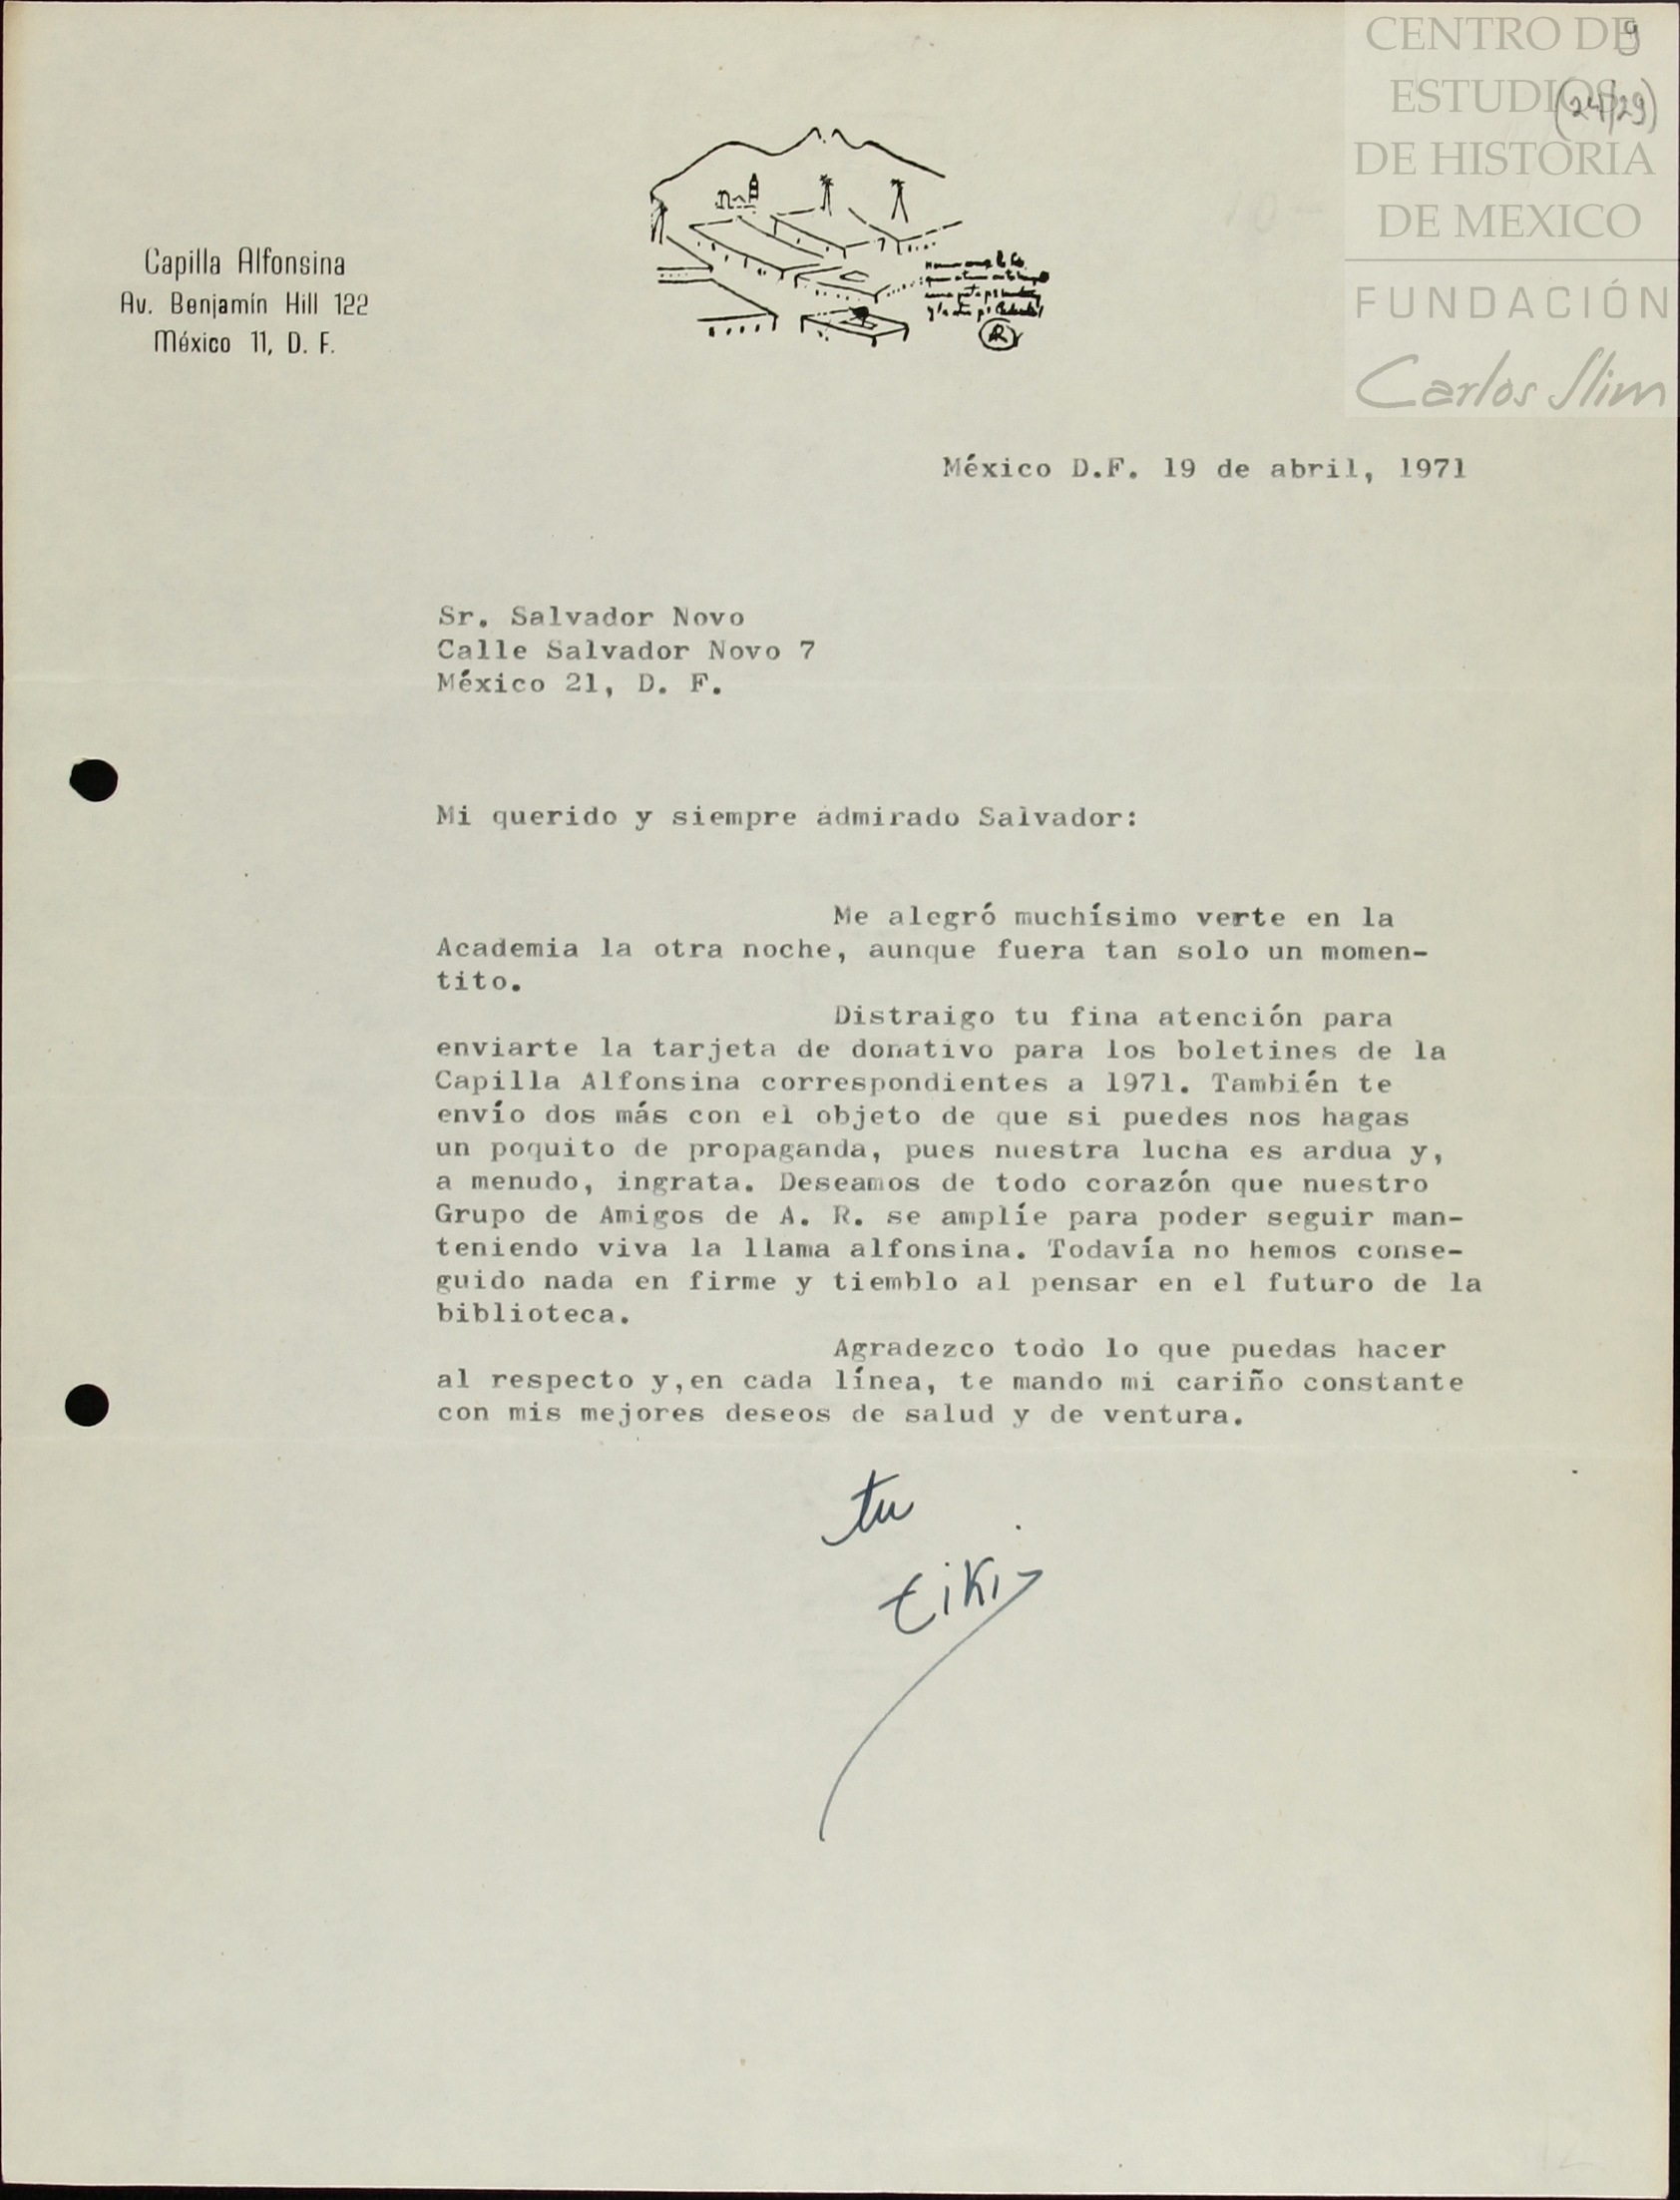 CENTRO DE
ESTUDIOS
DE HISTORIA
DE MEXICO
FUNDACIÓN
Carlos Slim
9
(24/29)
Capilla Alfonsina
Av. Benjamín Hill 122
México 11, D. F.
México D.F. 19 de abril, 1971
Sr. Salvador Novo
Calle Salvador Novo 7
México 21, D. F.
Mi querido y siempre admirado Salvador:
Me alegró muchísimo verte en la
Academia la otra noche, aunque fuera tan solo un momen-
tito.
Distraigo tu fina atención para
enviarte la tarjeta de donativo para los boletines de la
Capilla Alfonsina correspondientes a 1971. También te
envío dos más con el objeto de que si puedes nos hagas
un poquito de propaganda, pues nuestra lucha es ardua y,
a menudo, ingrata. Deseamos de todo corazón que nuestro
Grupo de Amigos de A. R. se amplíe para poder seguir man-
teniendo viva la llama alfonsina. Todavía no hemos conse-
guido nada en firme y tiemblo al pensar en el futuro de la
biblioteca.
Agradezco todo lo que puedas hacer
al respecto y,en cada línea, te mando mi cariño constante
con mis mejores deseos de salud y de ventura.
tu
tiki